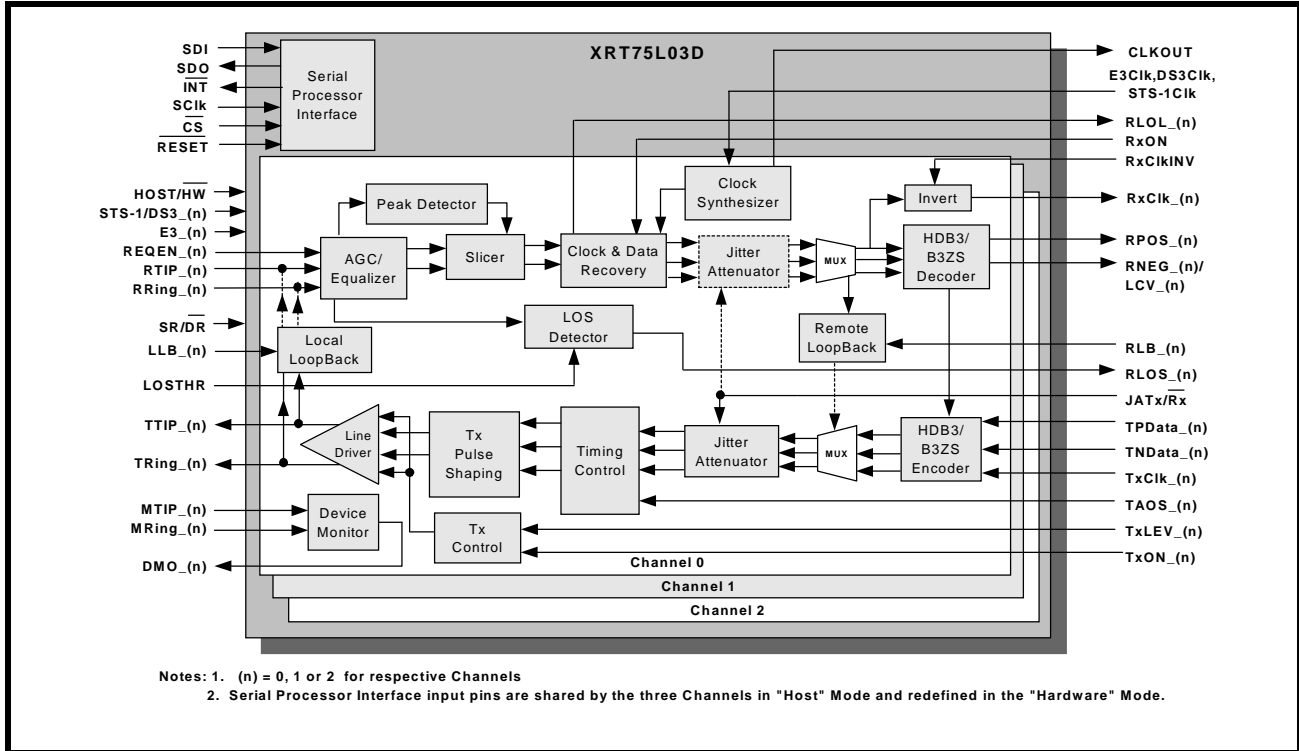 XRT75L03D
SDI
SDO
INT
SClk
CS
RESET
Serial
Processor
Interface
CLKOUT
E3Clk,DS3Clk,
STS-1Clk
RLOL_(n)
RxON
RxClkINV
HOST/HW
STS-1/DS3_(n)
E3_(n)
REQEN_(n)
RTIP_(n)
RRing_(n)
SR/DR
LLB_(n)
LOSTHR
TTIP_(n)
TRing_(n)
MTIP_(n)
MRing_(n)
DMO_(n)
Peak Detector
AGC/
Equalizer
Slicer
Clock & Data
Recovery
Clock
Synthesizer
Jitter
Attenuator
MUX
Invert
HDB3/
B3ZS
Decoder
RxClk_(n)
RPOS_(n)
RNEG_(n)/
LCV_(n)
LOS
Detector
Local
LoopBack
Remote
LoopBack
RLB_(n)
RLOS_(n)
JATx/Rx
Line
Driver
Tx
Pulse
Shaping
Timing
Control
Jitter
Attenuator
MUX
HDB3/
B3ZS
Encoder
TPData_(n)
TNData_(n)
TxClk_(n)
TAOS_(n)
TxLEV_(n)
TxON_(n)
Device
Monitor
Tx
Control
Channel 0
Channel 1
Channel 2
Notes: 1. (n) = 0, 1 or 2 for respective Channels
2. Serial Processor Interface input pins are shared by the three Channels in "Host" Mode and redefined in the "Hardware" Mode.